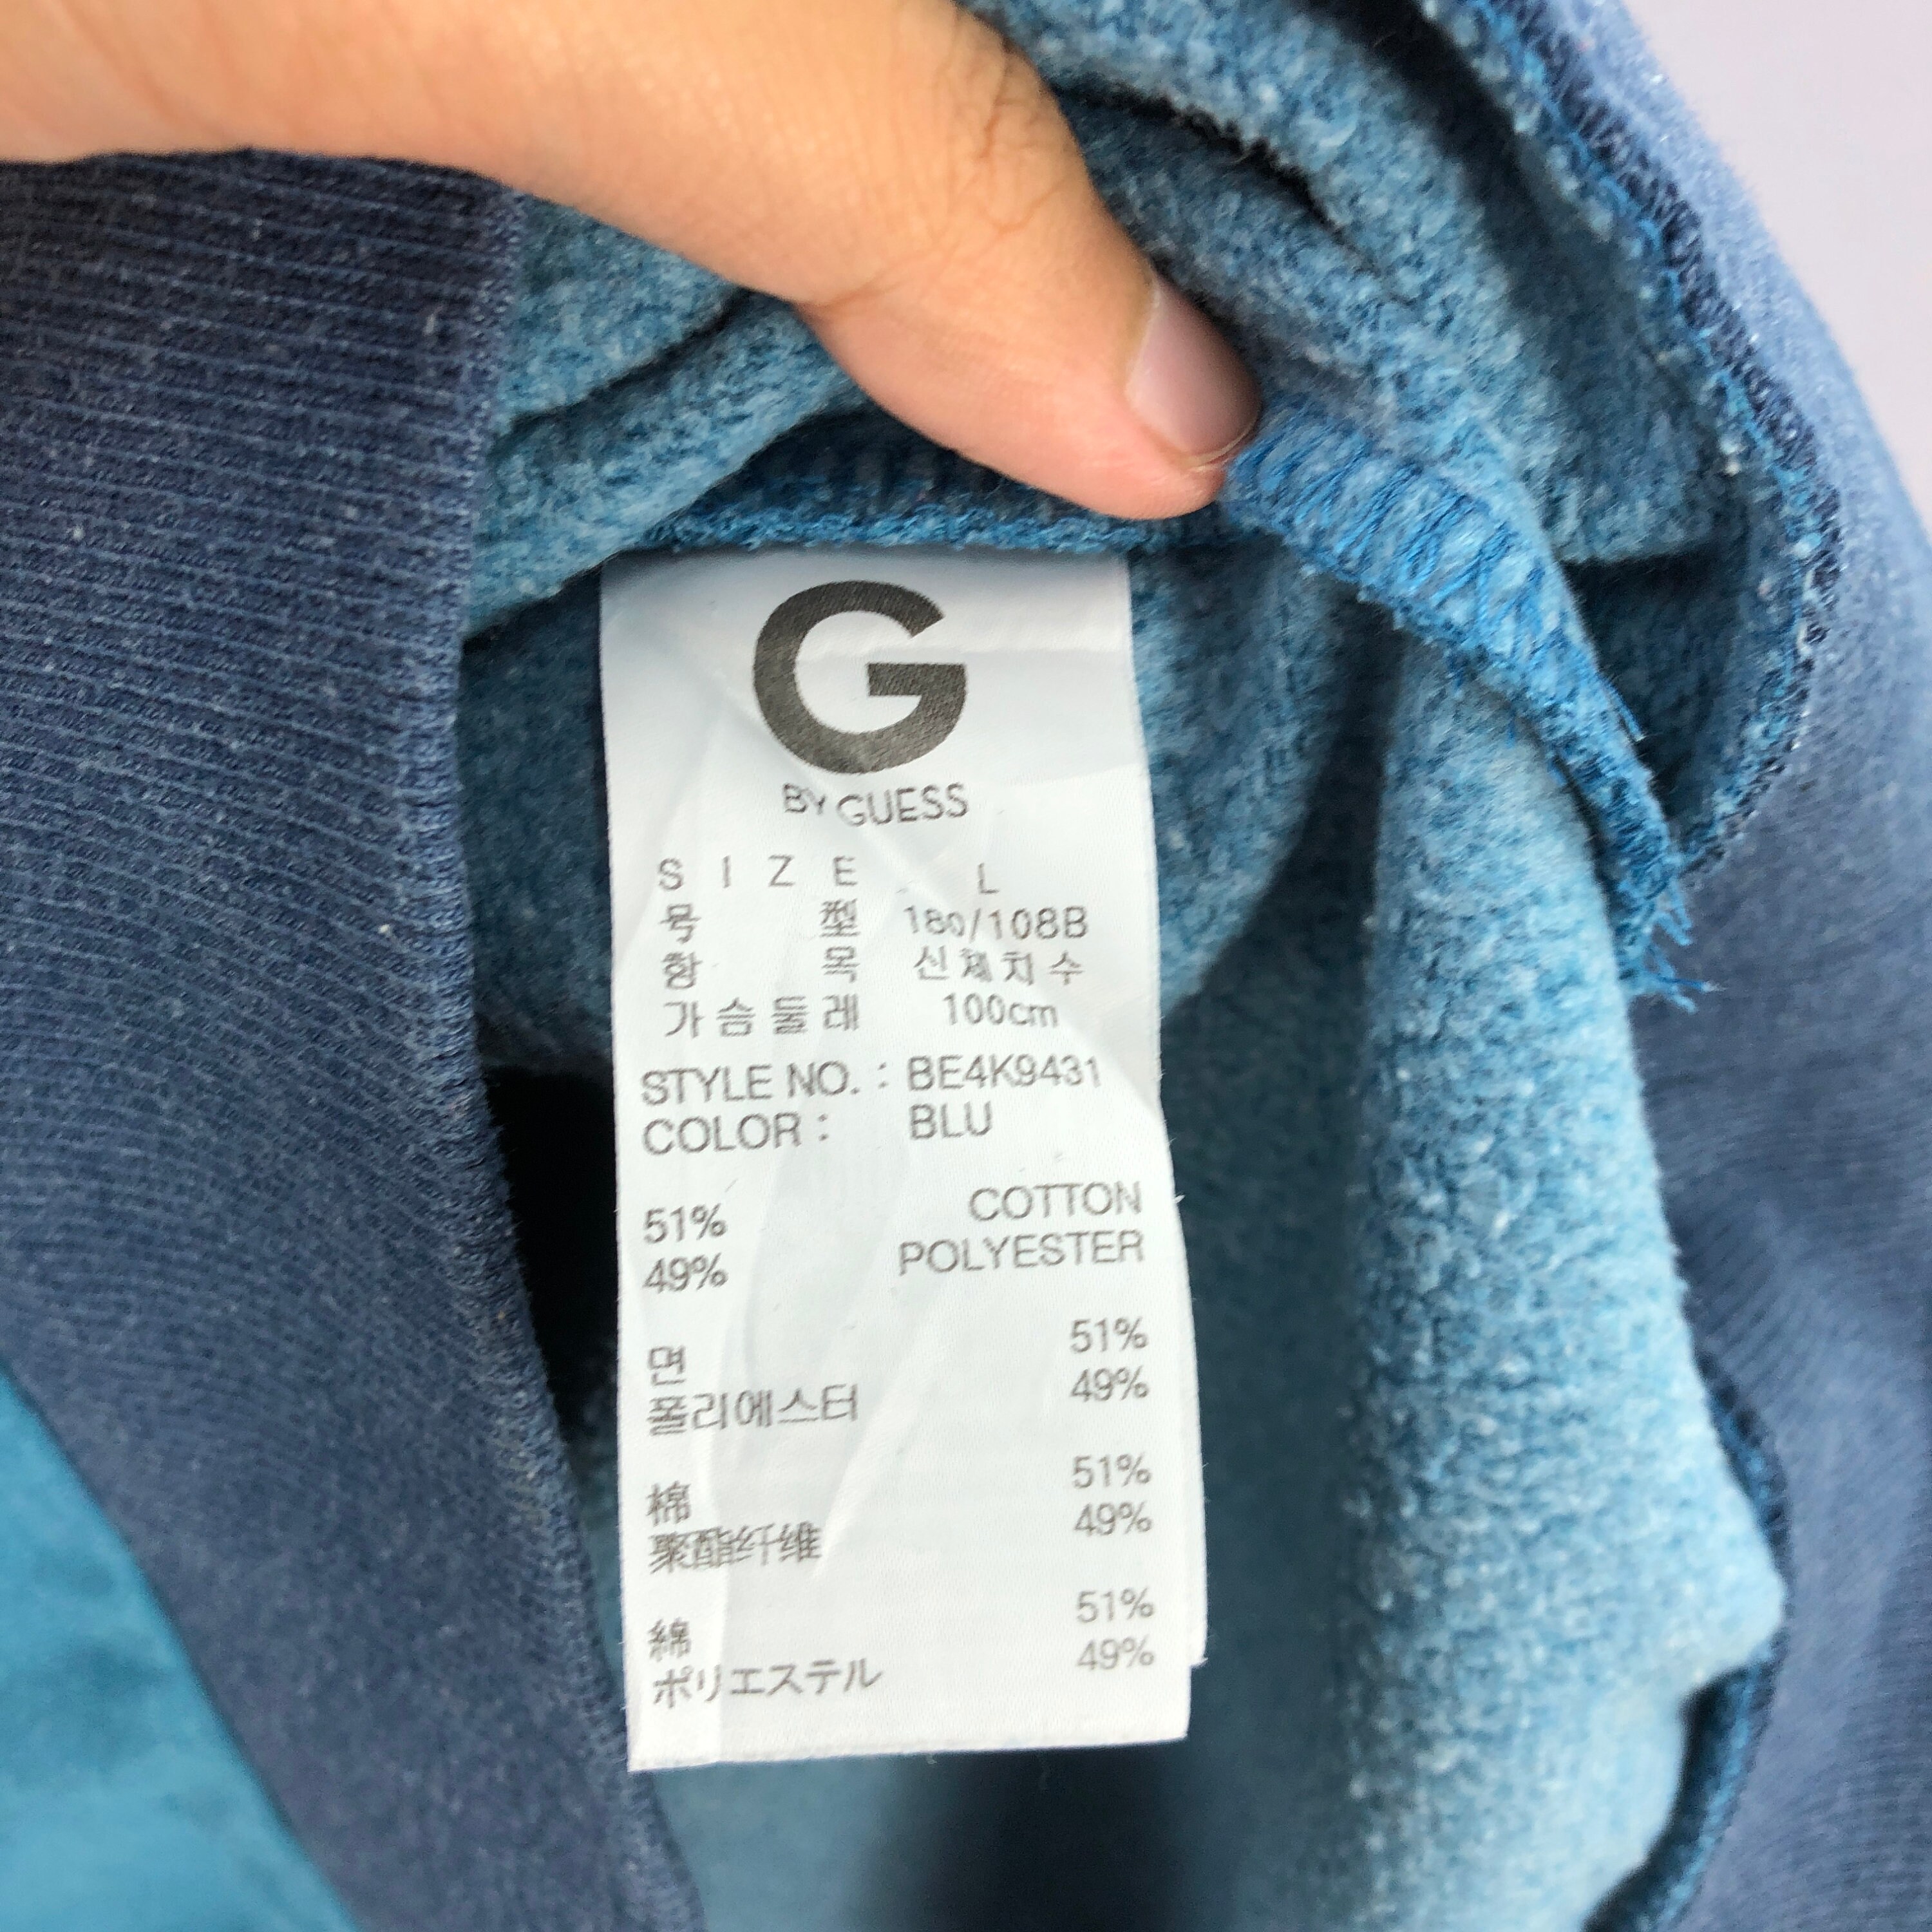 G
BY GUESS
SIZE L
号 型 180/108B
항 목 신체치수
가슴둘레 100cm
STYLE NO. : BE4K9431
COLOR : BLU
51% COTTON
49% POLYESTER
면 51%
폴리에스터 49%
棉 51%
聚酯纤维 49%
綿 51%
ポリエステル 49%